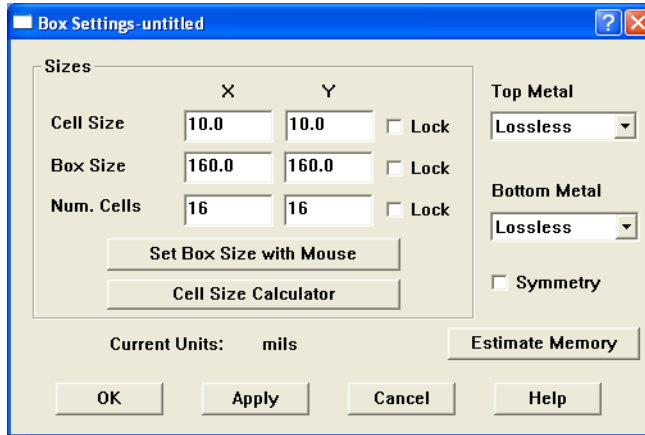 Box Settings-untitled
Sizes
X Y
Top Metal
Cell Size 10.0 10.0 Lock
Lossless
Box Size 160.0 160.0 Lock
Bottom Metal
Num. Cells 16 16 Lock
Lossless
Set Box Size with Mouse
Cell Size Calculator
Symmetry
Current Units: mils
Estimate Memory
OK Apply Cancel Help